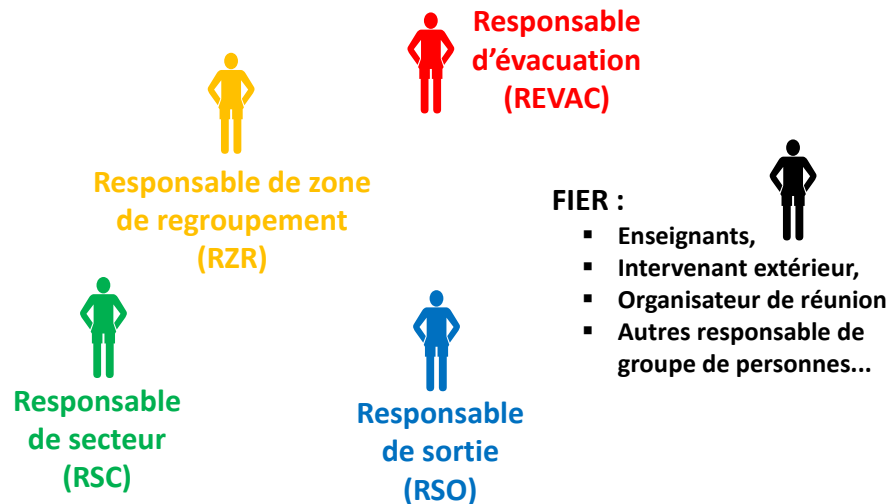 Responsable
d’évacuation
(REVAC)
Responsable de zone
de regroupement
(RZR)
FIER :
▪ Enseignants,
▪ Intervenant extérieur,
▪ Organisateur de réunion
▪ Autres responsable de
groupe de personnes...
Responsable
de secteur
(RSC)
Responsable
de sortie
(RSO)